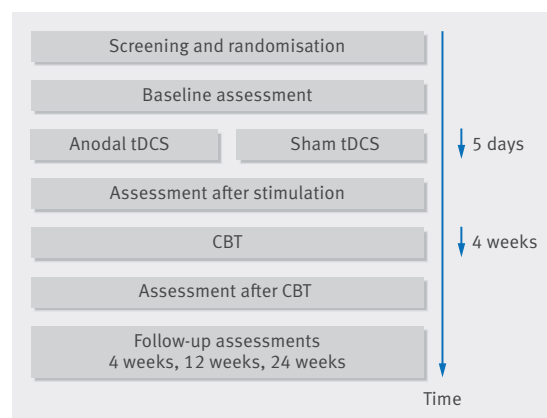 Screening and randomisation
Baseline assessment
Anodal tDCS
Sham tDCS
5 days
Assessment after stimulation
CBT
4 weeks
Assessment after CBT
Follow-up assessments
4 weeks, 12 weeks, 24 weeks
Time